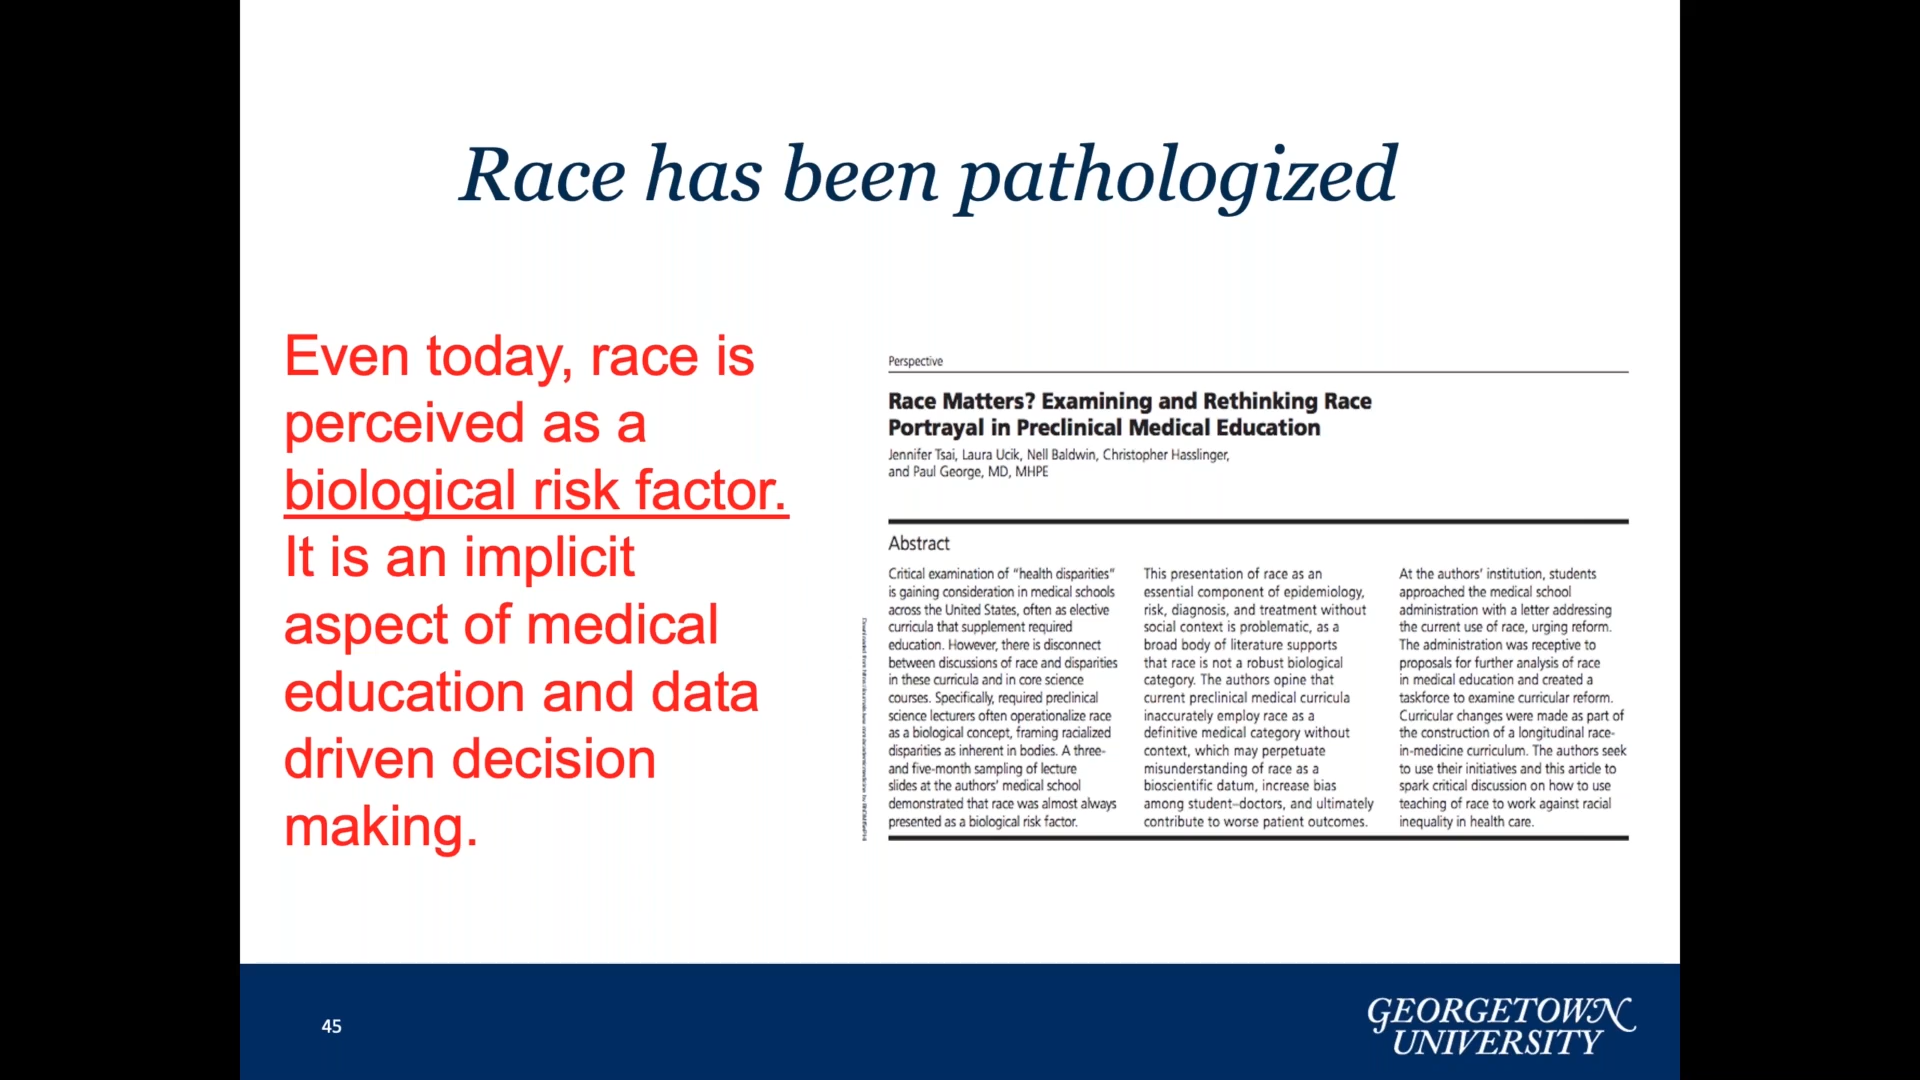 Race has been pathologized
Even today, race is
perceived as a
biological risk factor.
It is an implicit
aspect of medical
education and data
driven decision
making.
Perspective
Race Matters? Examining and Rethinking Race
Portrayal in Preclinical Medical Education
Jennifer Tsai, Laura Ucik, Nell Baldwin, Christopher Hasslinger,
and Paul George, MD, MHPE
Abstract
Critical examination of “health disparities”
is gaining consideration in medical schools
across the United States, often as elective
curricula that supplement required
education. However, there is disconnect
between discussions of race and disparities
in these curricula and in core science
courses. Specifically, required preclinical
science lecturers often operationalize race
as a biological concept, framing racialized
disparities as inherent in bodies. A three-
and five-month sampling of lecture
slides at the authors’ medical school
demonstrated that race was almost always
presented as a biological risk factor.
This presentation of race as an
essential component of epidemiology,
risk, diagnosis, and treatment without
social context is problematic, as a
broad body of literature supports
that race is not a robust biological
category. The authors opine that
current preclinical medical curricula
inaccurately employ race as a
definitive medical category without
context, which may perpetuate
misunderstanding of race as a
bioscientific datum, increase bias
among student–doctors, and ultimately
contribute to worse patient outcomes.
At the authors’ institution, students
approached the medical school
administration with a letter addressing
the current use of race, urging reform.
The administration was receptive to
proposals for further analysis of race
in medical education and created a
taskforce to examine curricular reform.
Curricular changes were made as part of
the construction of a longitudinal race-
in-medicine curriculum. The authors seek
to use their initiatives and this article to
spark critical discussion on how to use
teaching of race to work against racial
inequality in health care.
45
GEORGETOWN
UNIVERSITY